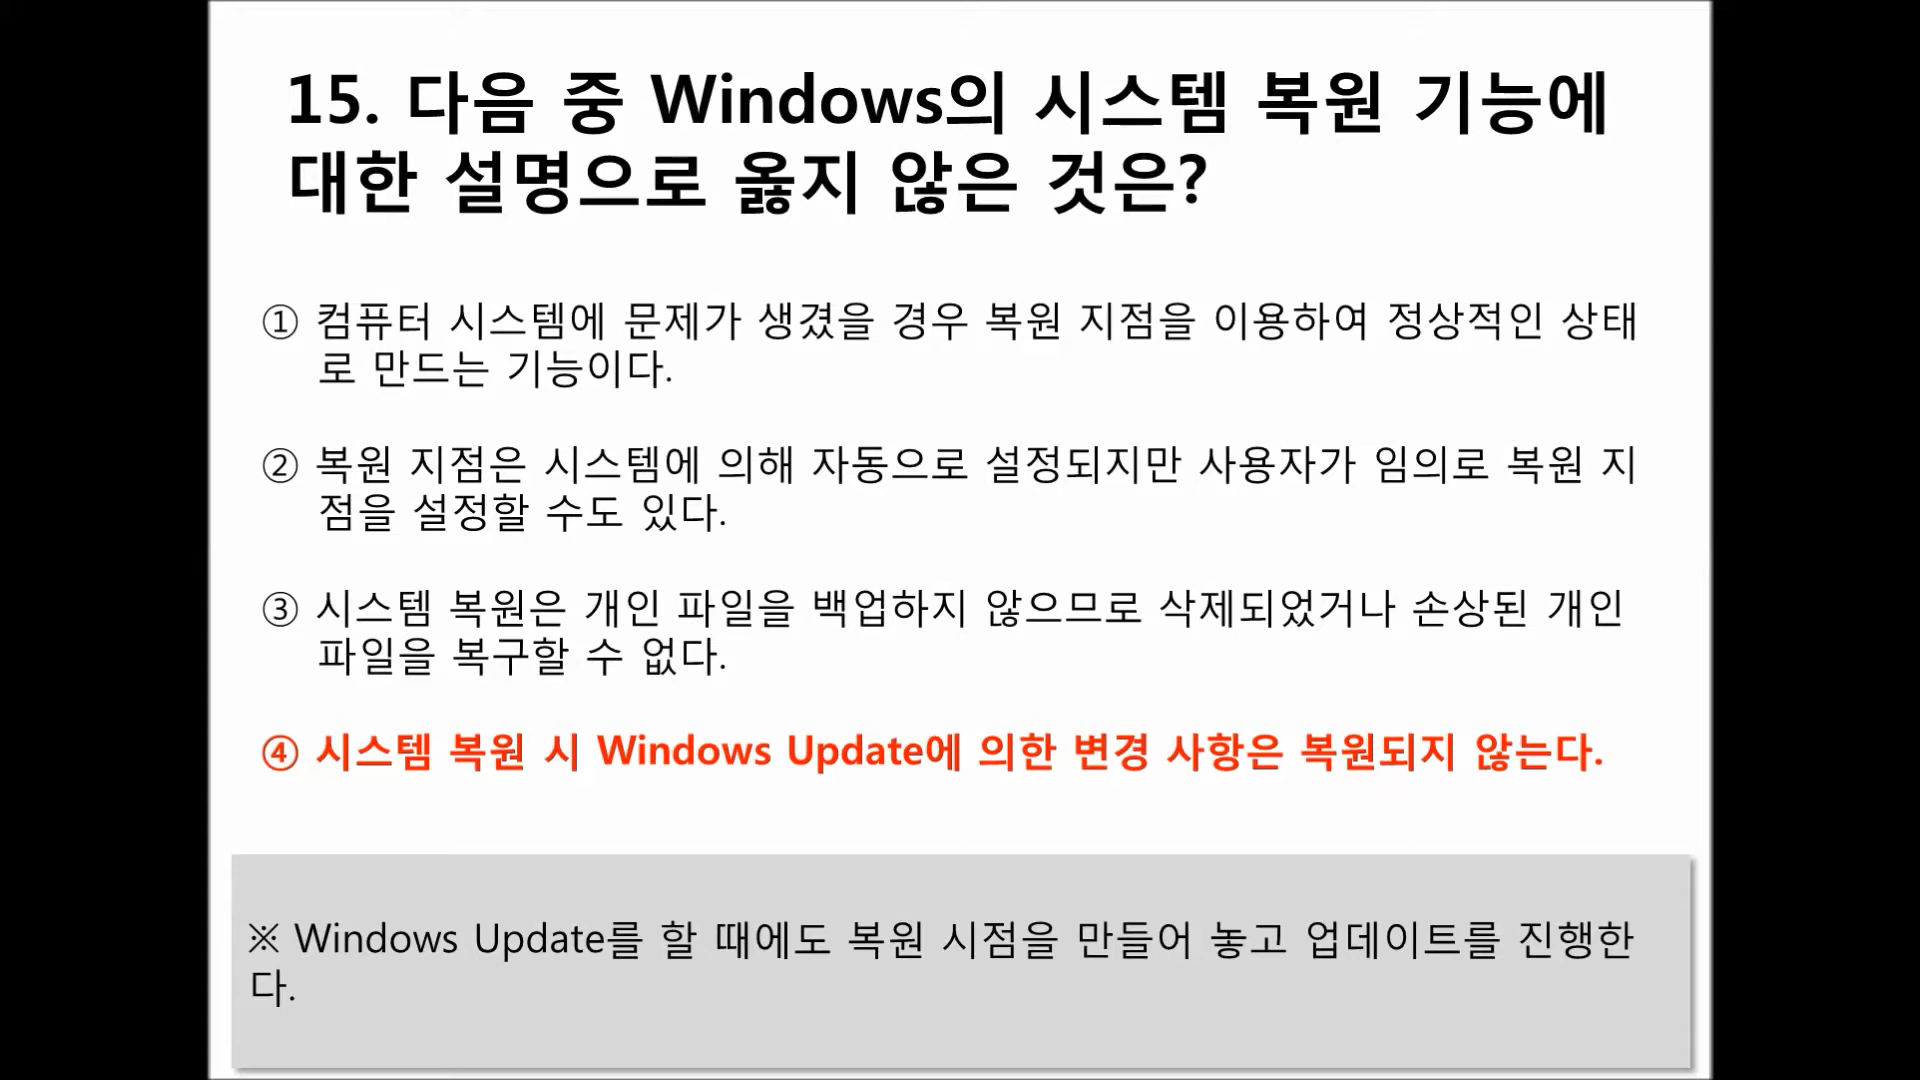 15. 다음 중 Windows의 시스템 복원 기능에
대한 설명으로 옳지 않은 것은?
① 컴퓨터 시스템에 문제가 생겼을 경우 복원 지점을 이용하여 정상적인 상태
로 만드는 기능이다.
② 복원 지점은 시스템에 의해 자동으로 설정되지만 사용자가 임의로 복원 지
점을 설정할 수도 있다.
③ 시스템 복원은 개인 파일을 백업하지 않으므로 삭제되었거나 손상된 개인
파일을 복구할 수 없다.
④ 시스템 복원 시 Windows Update에 의한 변경 사항은 복원되지 않는다.
※ Windows Update를 할 때에도 복원 시점을 만들어 놓고 업데이트를 진행한
다.